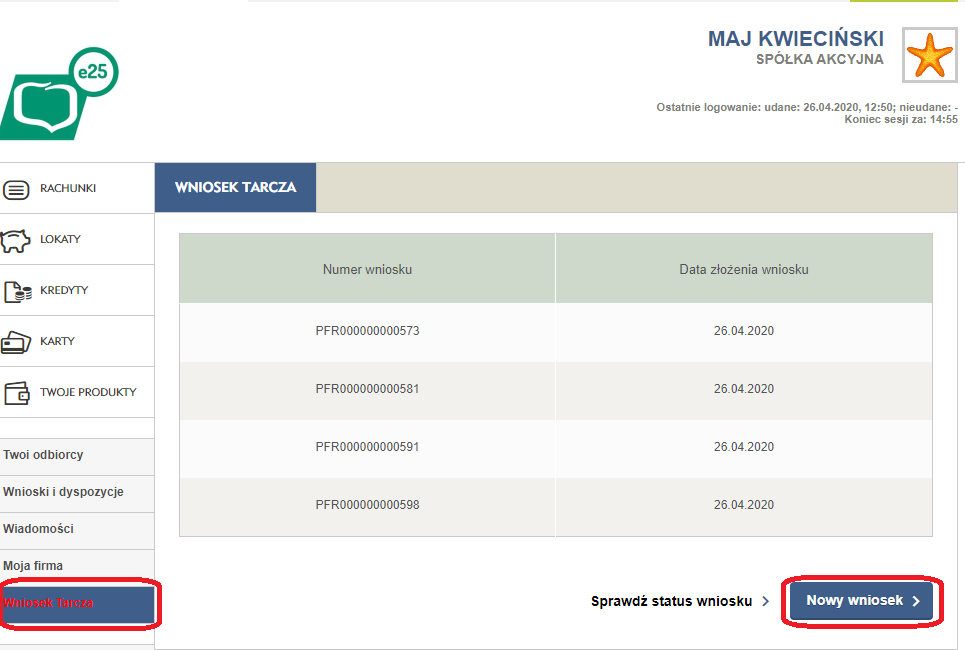 MAJ KWIECIŃSKI
SPÓŁKA AKCYJNA
e25
Ostatnie logowanie: udane: 26.04.2020, 12:50; nieudane: -
Koniec sesji za: 14:55
RACHUNKI
LOKATY
KREDYTY
KARTY
TWOJE PRODUKTY
Twoi odbiorcy
Wnioski i dyspozycje
Wiadomości
Moja firma
Wniosek Tarcza
WNIOSEK TARCZA
Numer wniosku Data złożenia wniosku
PFR000000000573 26.04.2020
PFR000000000581 26.04.2020
PFR000000000591 26.04.2020
PFR000000000598 26.04.2020
Sprawdź status wniosku
Nowy wniosek